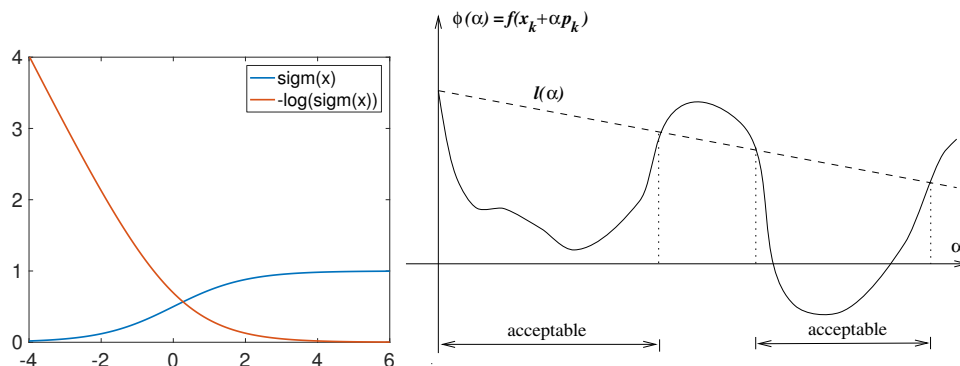 4
3
2
1
0
-4
-2
0
2
4
6
sigm(x)
-log(sigm(x))
ϕ(α) = f(x_k + αp_k)
l(α)
α
acceptable
acceptable